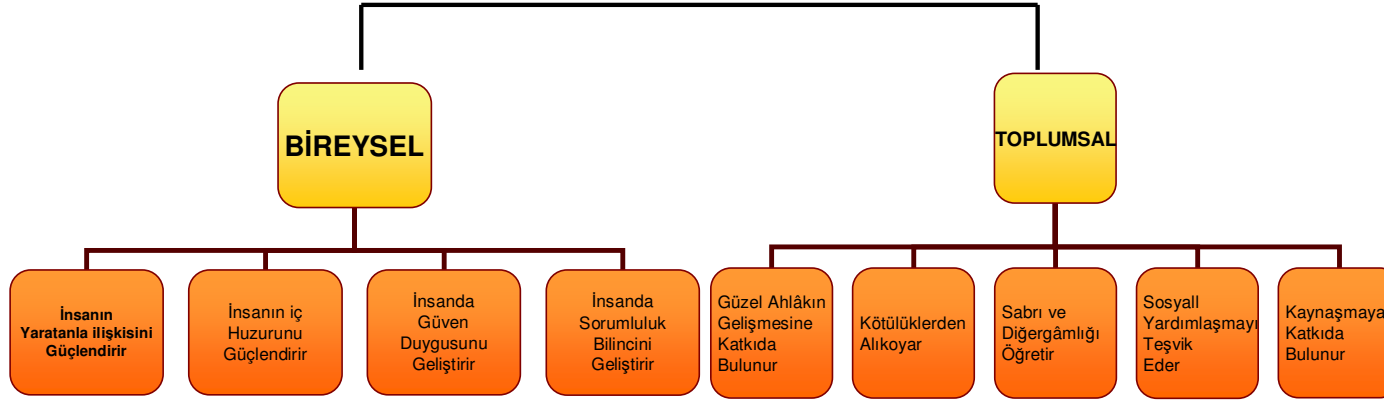 BİREYSEL
TOPLUMSAL
İnsanın
Yaratanla ilişkisini
Güçlendirir
İnsanın iç
Huzurunu
Güçlendirir
İnsanda
Güven
Duygusunu
Geliştirir
İnsanda
Sorumluluk
Bilincini
Geliştirir
Güzel Ahlâkın
Gelişmesine
Katkıda
Bulunur
Kötülüklerden
Alıkoyar
Sabrı ve
Diğergâmlığı
Öğretir
Sosyall
Yardımlaşmayı
Teşvik
Eder
Kaynaşmaya
Katkıda
Bulunur